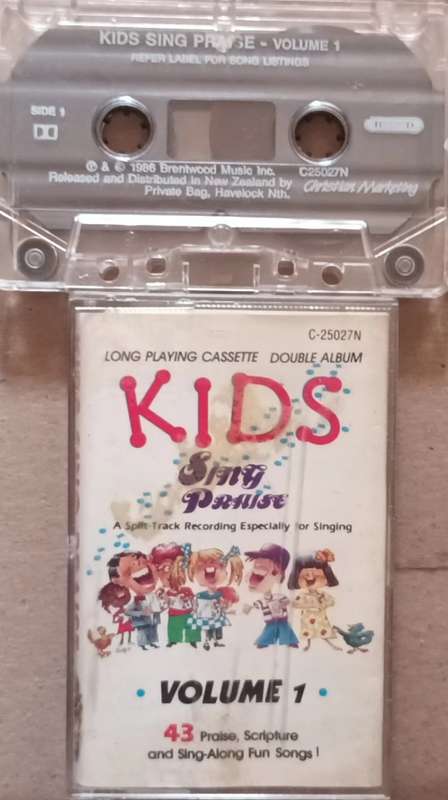 KIDS SING PRAISE - VOLUME 1
REFER LABEL FOR SONG LISTINGS
SIDE 1
℗ & © 1986 Brentwood Music Inc.
C25027N
Released and Distributed in New Zealand by
Christian Marketing
Private Bag, Havelock Nth.
C-25027N
LONG PLAYING CASSETTE DOUBLE ALBUM
KIDS
Sing
PRAISE
A Split-Track Recording Especially for Singing
• VOLUME 1 •
43 Praise, Scripture
and Sing-Along Fun Songs!